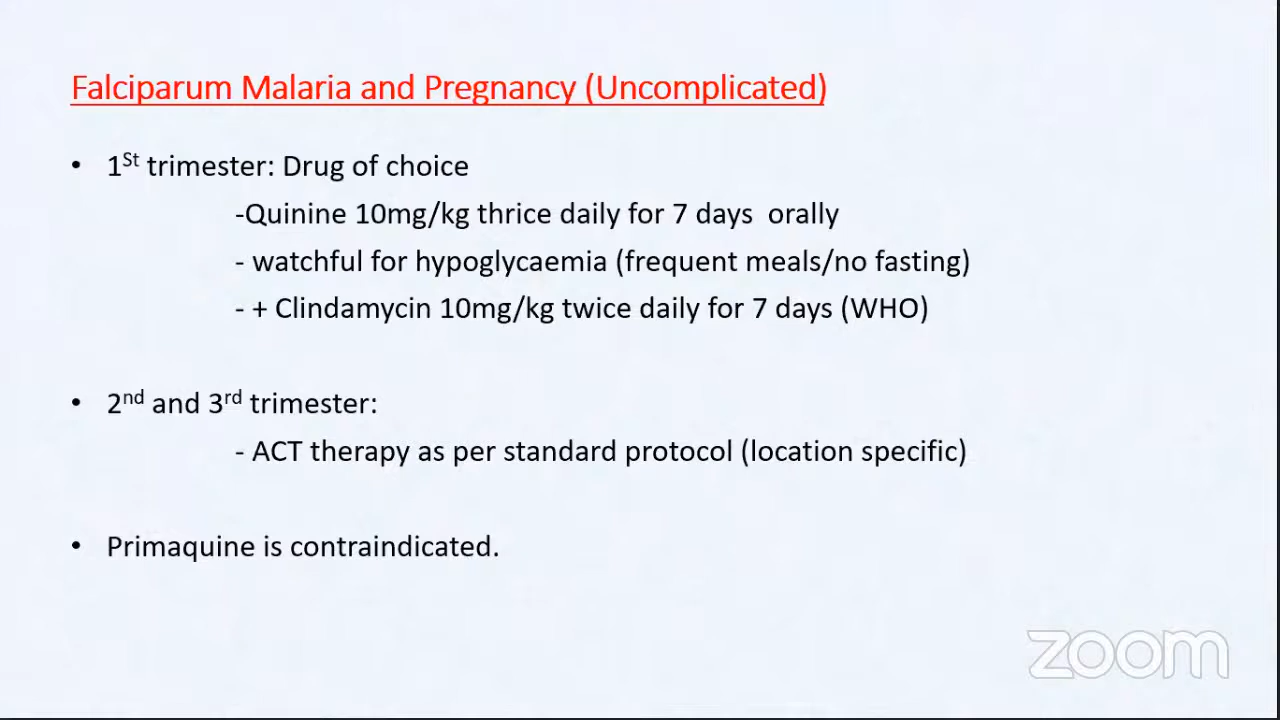 Falciparum Malaria and Pregnancy (Uncomplicated)
• 1St trimester: Drug of choice
-Quinine 10mg/kg thrice daily for 7 days  orally
- watchful for hypoglycaemia (frequent meals/no fasting)
- + Clindamycin 10mg/kg twice daily for 7 days (WHO)
• 2nd and 3rd trimester:
- ACT therapy as per standard protocol (location specific)
• Primaquine is contraindicated.
zoom